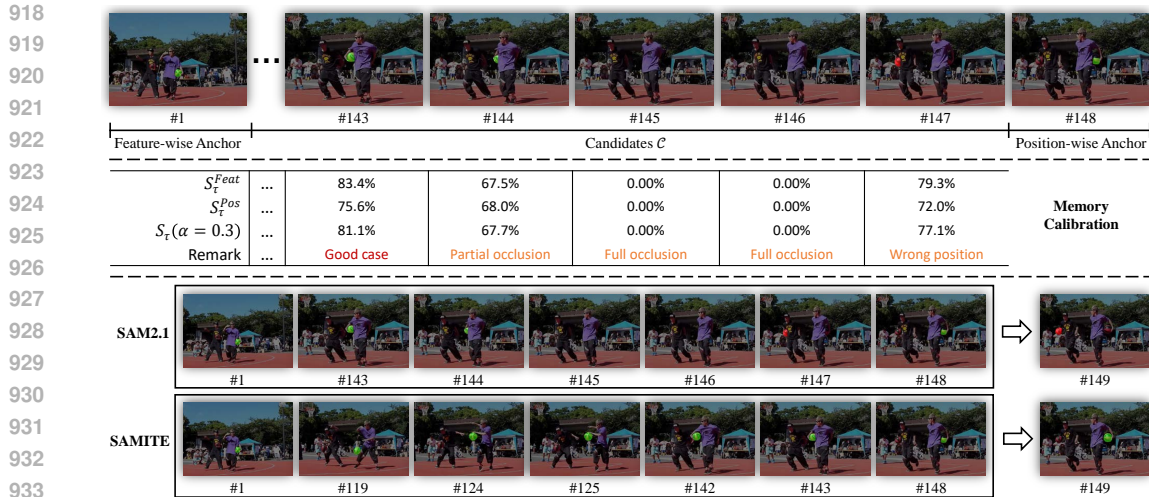 918
919
920
921
922
923
924
925
926
927
928
929
930
931
932
933
...
#1 #143 #144 #145 #146 #147 #148
Feature-wise Anchor Candidates 𝒞 Position-wise Anchor
S_τ^Feat ... 83.4% 67.5% 0.00% 0.00% 79.3%
S_τ^Pos ... 75.6% 68.0% 0.00% 0.00% 72.0%
S_τ(α = 0.3) ... 81.1% 67.7% 0.00% 0.00% 77.1%
Remark ... Good case Partial occlusion Full occlusion Full occlusion Wrong position
Memory
Calibration
SAM2.1
#1 #143 #144 #145 #146 #147 #148 #149
SAMITE
#1 #119 #124 #125 #142 #143 #148 #149